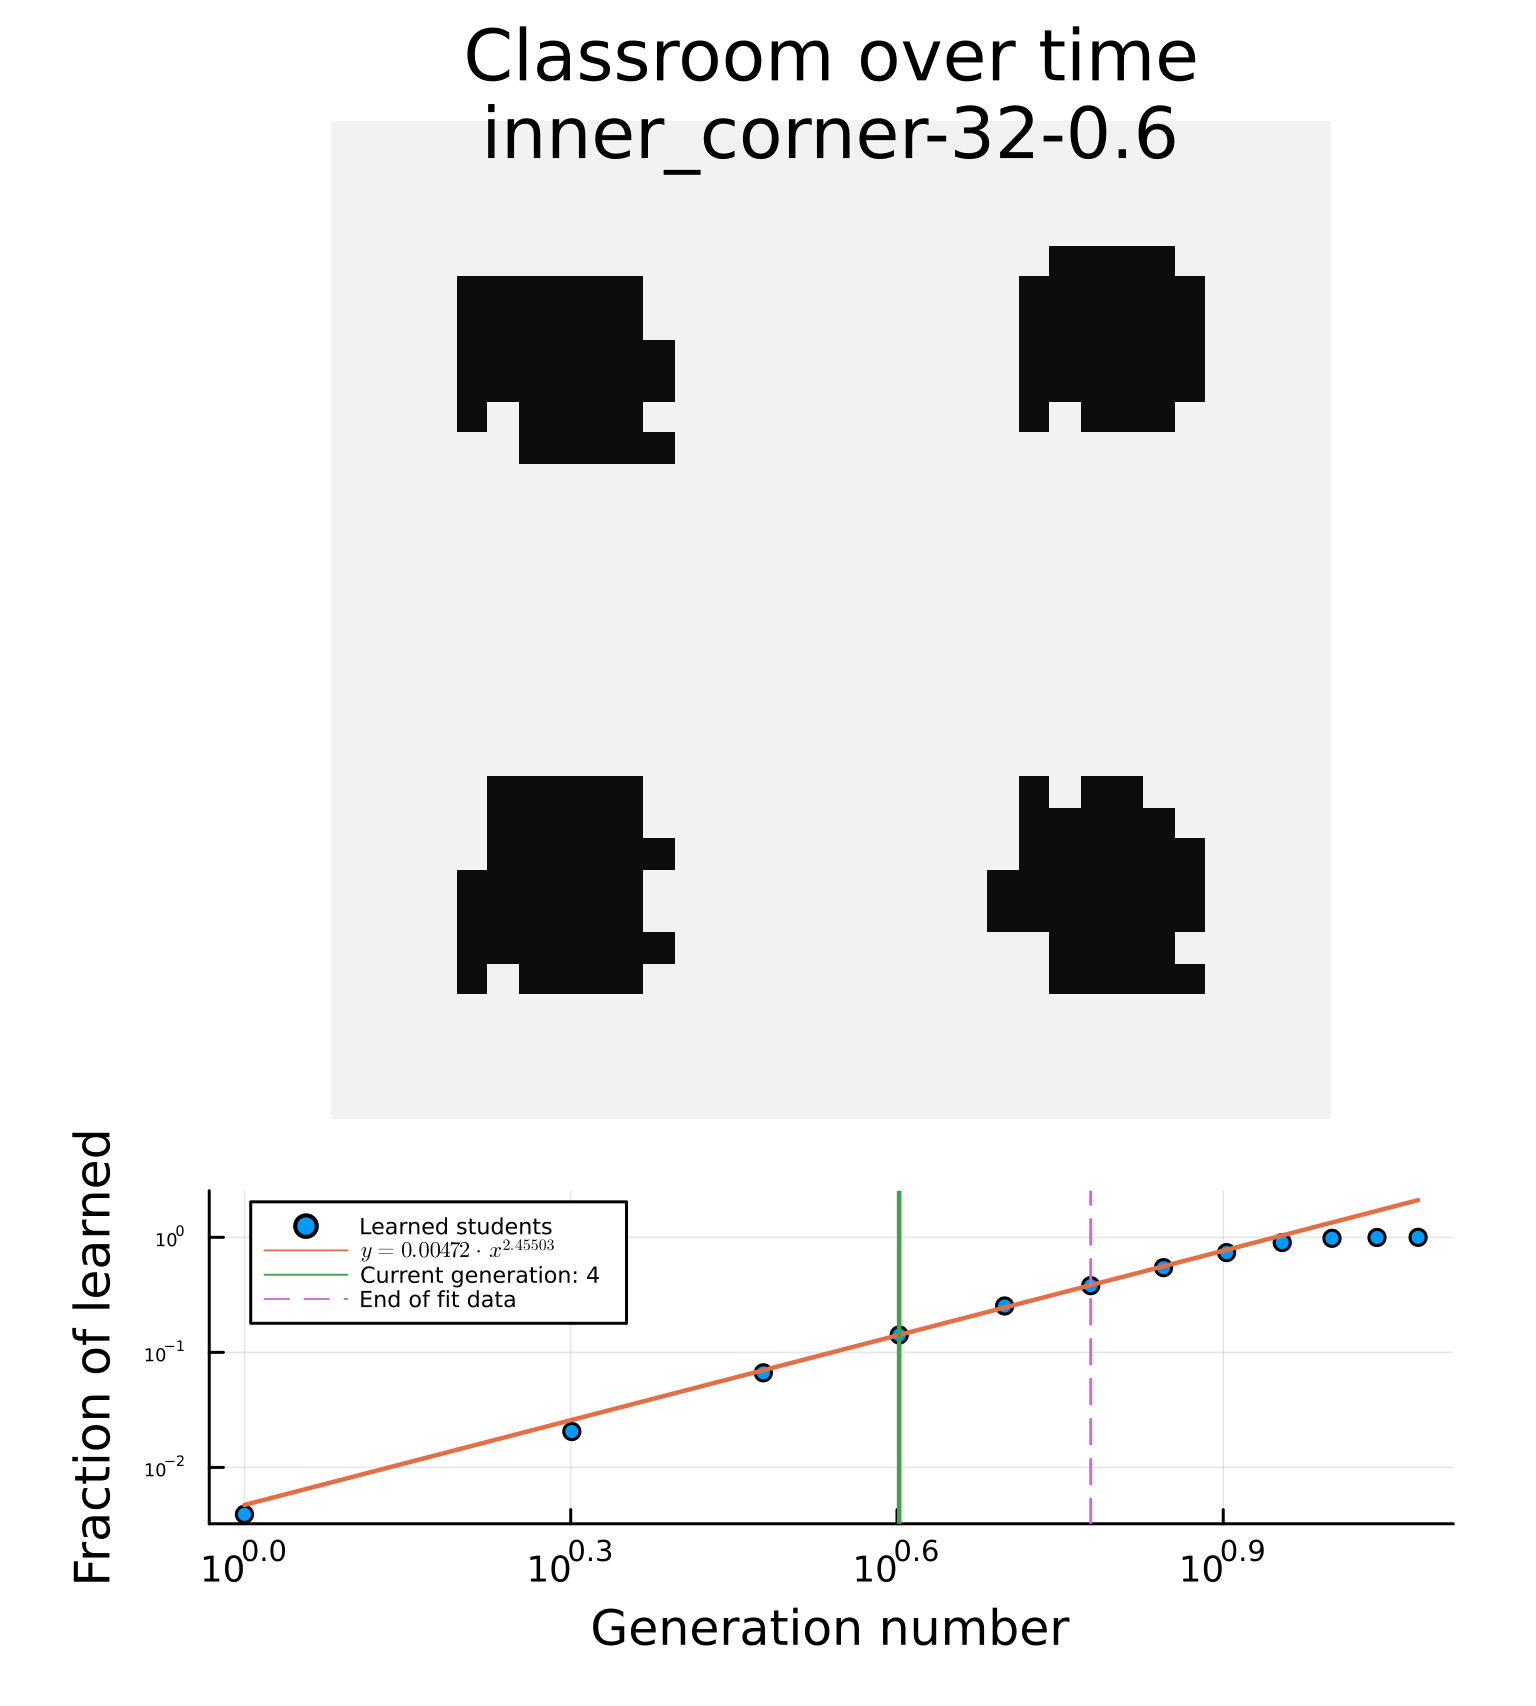 Classroom over time
inner_corner-32-0.6
Fraction of learned
10⁰
10⁻¹
10⁻²
Learned students
y = 0.00472 · x^2.45503
Current generation: 4
End of fit data
10^0.0
10^0.3
10^0.6
10^0.9
Generation number